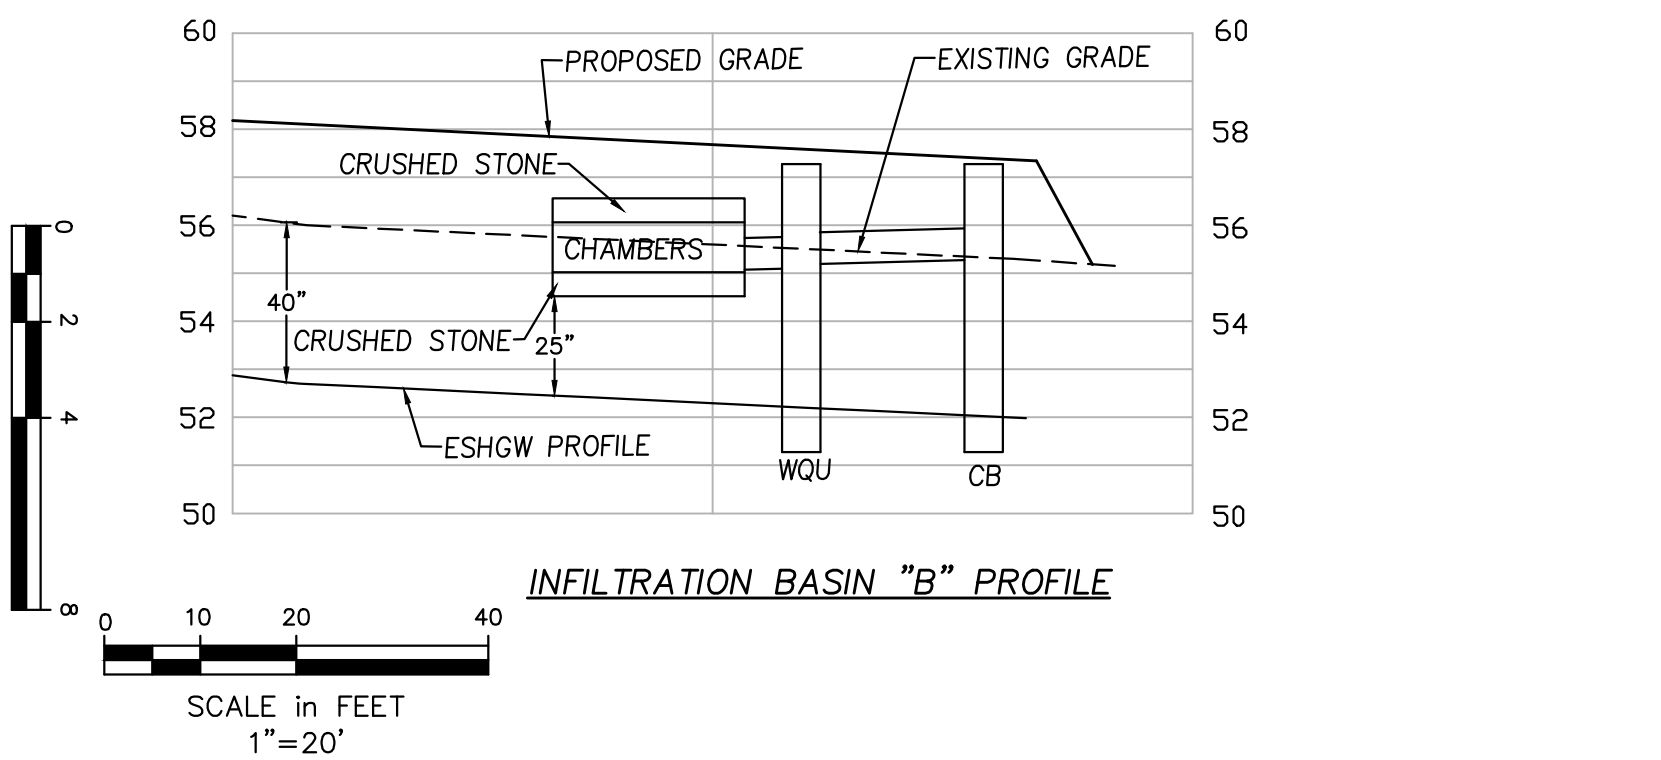 60
60
PROPOSED GRADE
EXISTING GRADE
58
58
CRUSHED STONE
56
56
CHAMBERS
40"
54
54
CRUSHED STONE
25"
52
52
ESHGW PROFILE
WQU
CB
50
50
0
2
4
8
INFILTRATION BASIN "B" PROFILE
0 10 20 40
SCALE in FEET
1"=20'